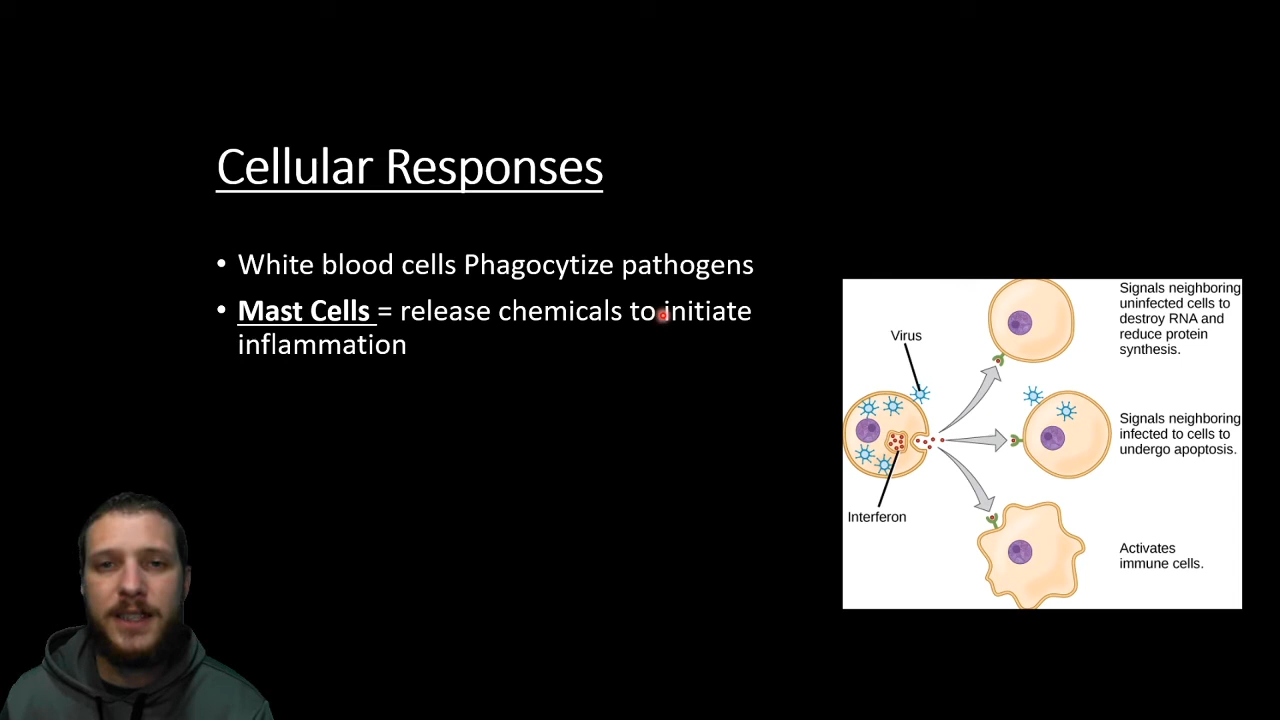 Cellular Responses
• White blood cells Phagocytize pathogens
• Mast Cells = release chemicals to initiate
inflammation
Signals neighboring
uninfected cells to
destroy RNA and
reduce protein
synthesis.
Virus
Signals neighboring
infected to cells to
undergo apoptosis.
Interferon
Activates
immune cells.